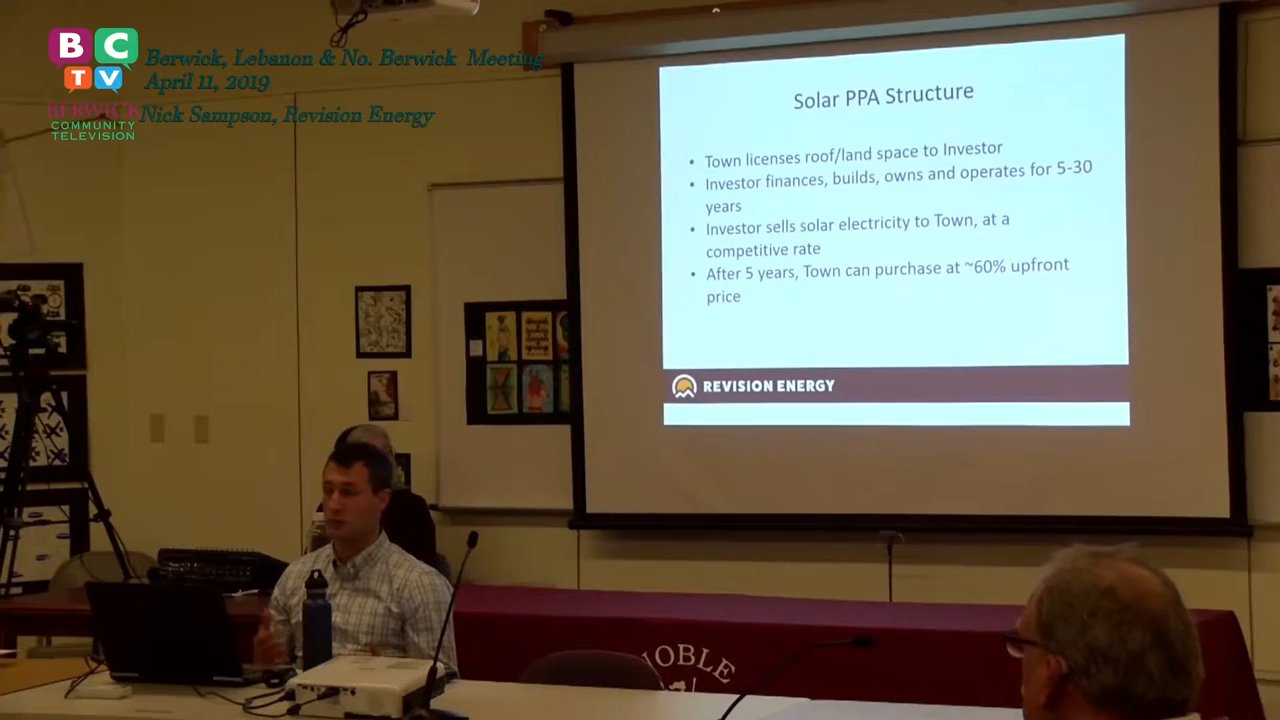 BC
TV
BERWICK
COMMUNITY
TELEVISION
Berwick, Lebanon & No. Berwick Meeting
April 11, 2019
Nick Sampson, Revision Energy
Solar PPA Structure
• Town licenses roof/land space to Investor
• Investor finances, builds, owns and operates for 5-30
years
• Investor sells solar electricity to Town, at a
competitive rate
• After 5 years, Town can purchase at ~60% upfront
price
REVISION ENERGY
NOBLE